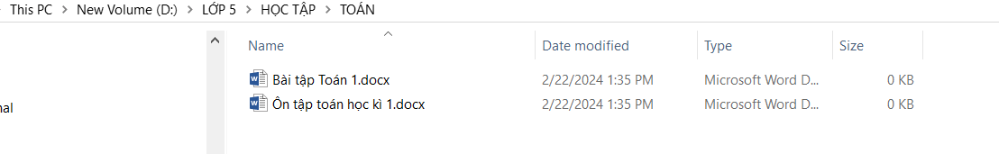 This PC > New Volume (D:) > LỚP 5 > HỌC TẬP > TOÁN
Name Date modified Type Size
Bài tập Toán 1.docx 2/22/2024 1:35 PM Microsoft Word D... 0 KB
nal
Ôn tập toán học kì 1.docx 2/22/2024 1:35 PM Microsoft Word D... 0 KB